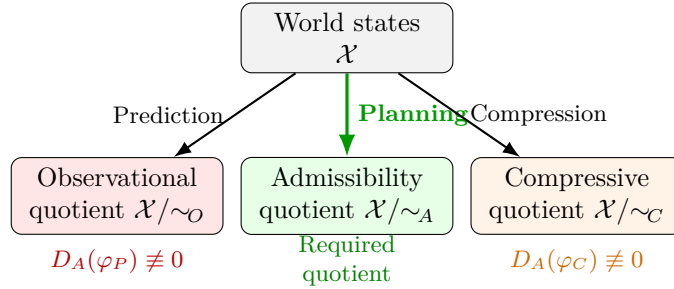 World states
𝒳
Prediction
Planning
Compression
Observational
quotient 𝒳/∼_O
Admissibility
quotient 𝒳/∼_A
Compressive
quotient 𝒳/∼_C
D_A(φ_P) ≢ 0
Required
quotient
D_A(φ_C) ≢ 0